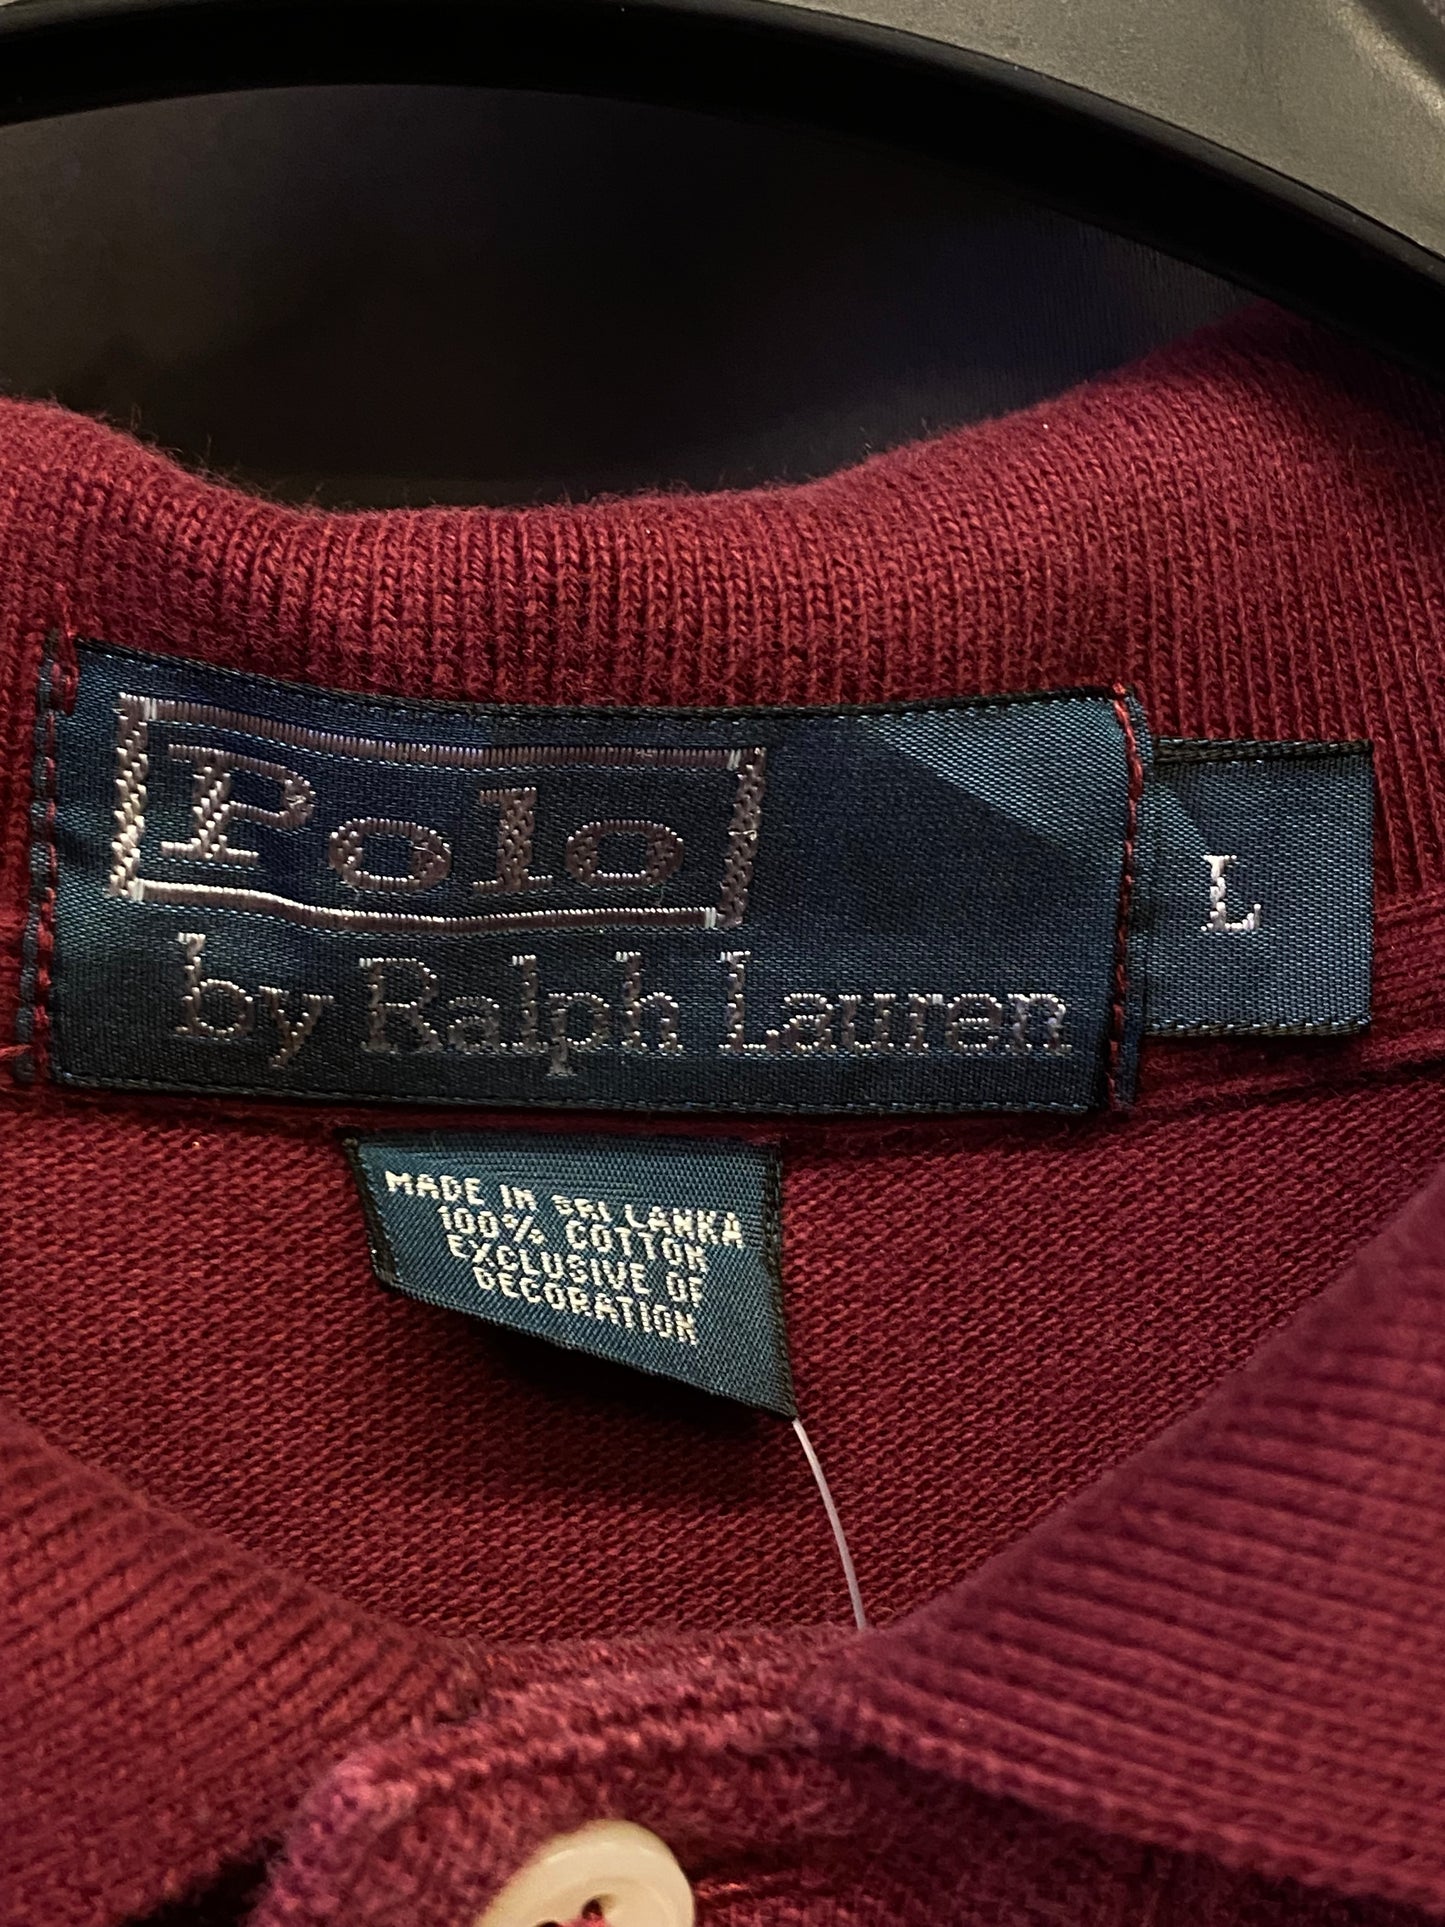 Polo
by Ralph Lauren
L
MADE IN SRI LANKA
100% COTTON
EXCLUSIVE OF
DECORATION